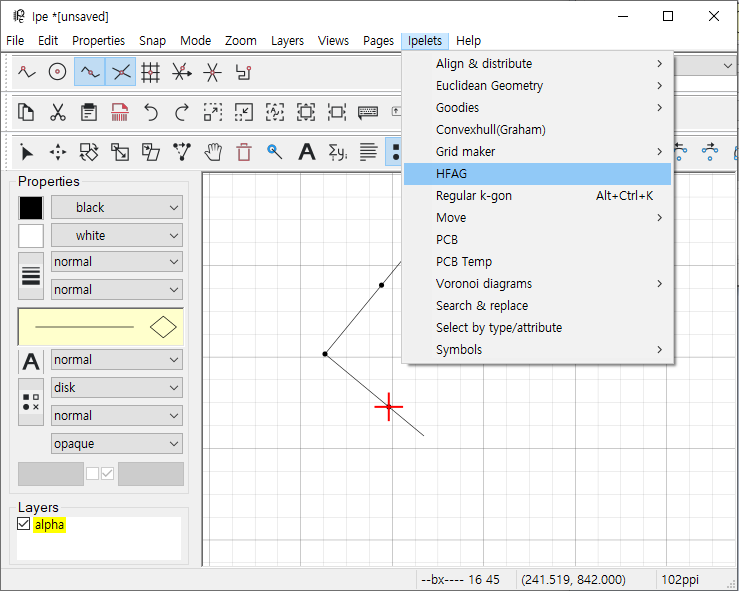 Ipe *[unsaved]
File Edit Properties Snap Mode Zoom Layers Views Pages Ipelets Help
Align & distribute
Euclidean Geometry
Goodies
Convexhull(Graham)
Grid maker
HFAG
Regular k-gon Alt+Ctrl+K
Move
PCB
PCB Temp
Voronoi diagrams
Search & replace
Select by type/attribute
Symbols
A Σyi
Properties
black
white
normal
normal
A normal
disk
normal
opaque
Layers
alpha
--bx---- 16 45 (241.519, 842.000) 102ppi